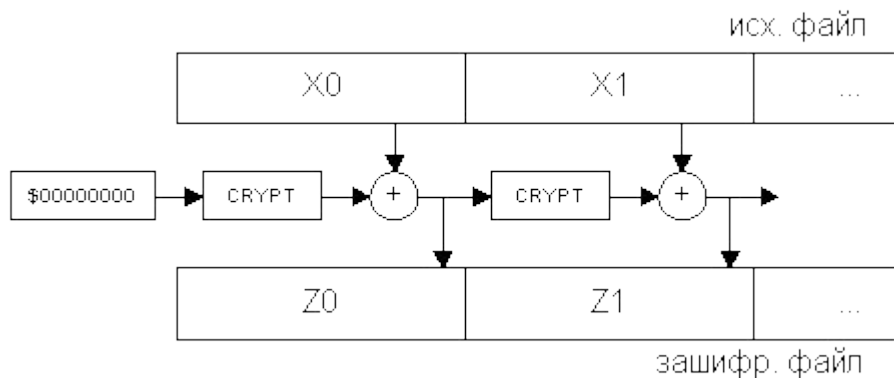 исх. файл
X0 X1 ...
$00000000 CRYPT + CRYPT +
Z0 Z1 ...
зашифр. файл